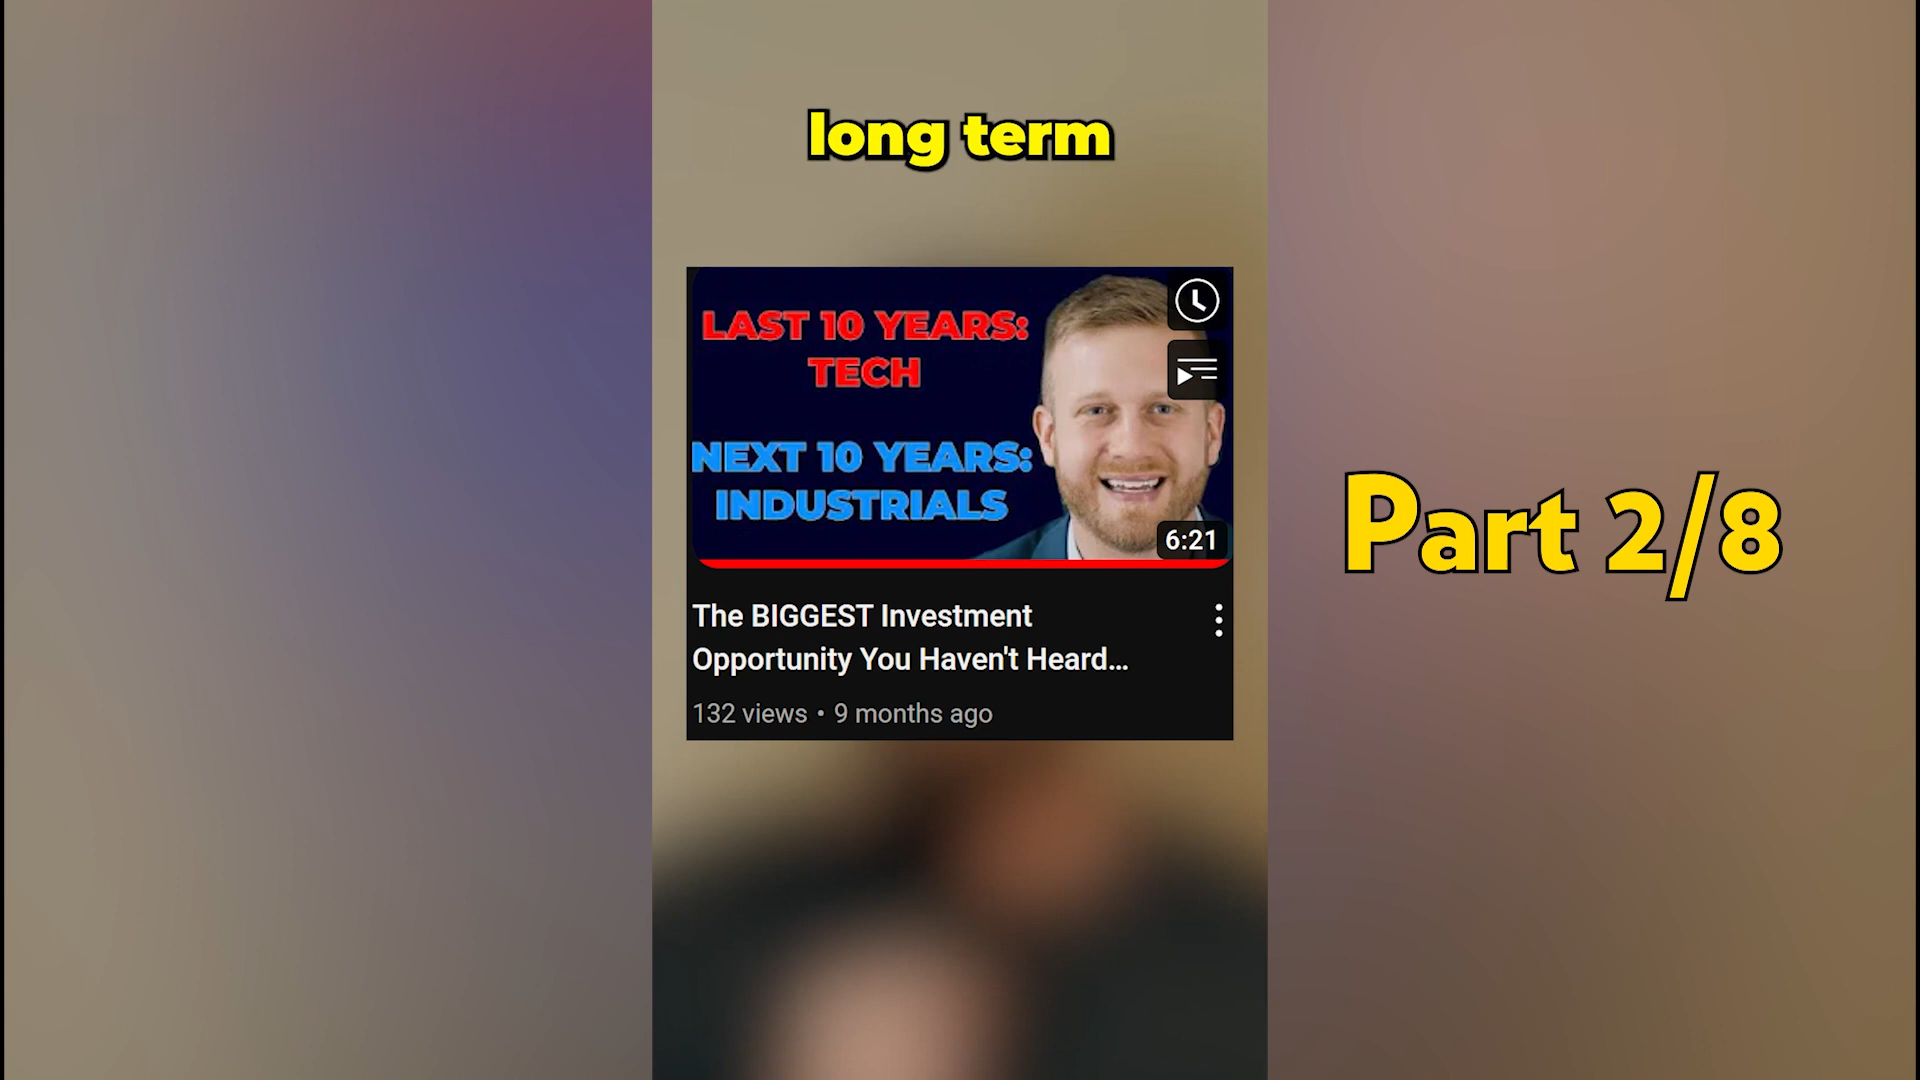 long term
LAST 10 YEARS:
TECH
NEXT 10 YEARS:
INDUSTRIALS
6:21
The BIGGEST Investment
Opportunity You Haven't Heard...
132 views • 9 months ago
Part 2/8